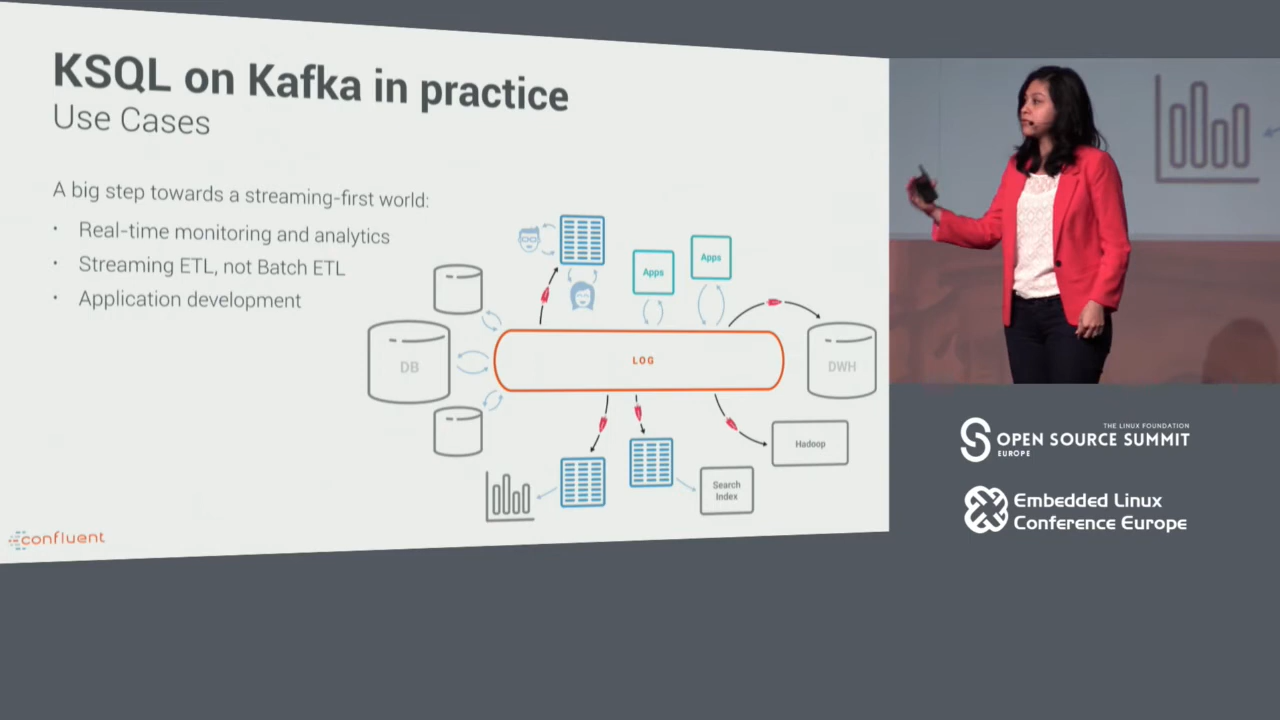 KSQL on Kafka in practice
Use Cases
A big step towards a streaming-first world:
• Real-time monitoring and analytics
• Streaming ETL, not Batch ETL
• Application development
Apps
Apps
DB
LOG
DWH
Hadoop
Search
Index
confluent
THE LINUX FOUNDATION
OPEN SOURCE SUMMIT
EUROPE
Embedded Linux
Conference Europe